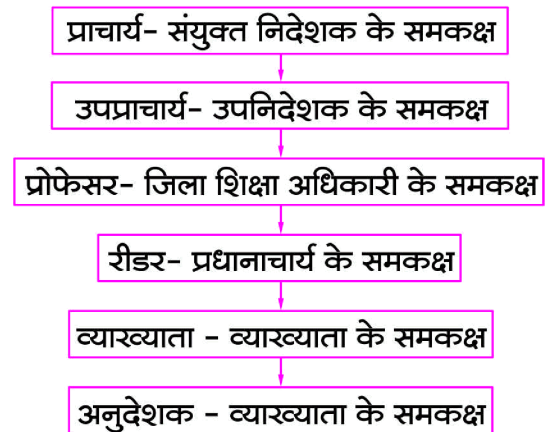 प्राचार्य- संयुक्त निदेशक के समकक्ष
उपप्राचार्य- उपनिदेशक के समकक्ष
प्रोफेसर- जिला शिक्षा अधिकारी के समकक्ष
रीडर- प्रधानाचार्य के समकक्ष
व्याख्याता - व्याख्याता के समकक्ष
अनुदेशक - व्याख्याता के समकक्ष